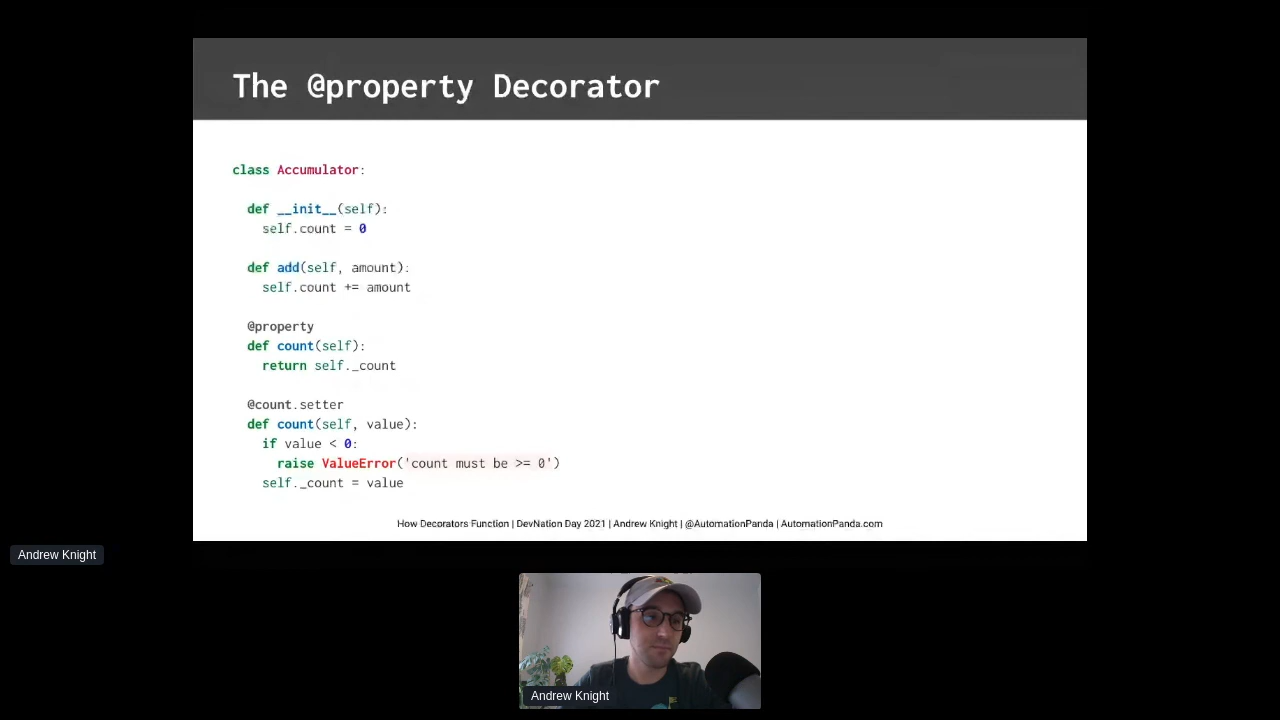 The @property Decorator
class Accumulator:
def __init__(self):
self.count = 0
def add(self, amount):
self.count += amount
@property
def count(self):
return self._count
@count.setter
def count(self, value):
if value < 0:
raise ValueError('count must be >= 0')
self._count = value
How Decorators Function | DevNation Day 2021 | Andrew Knight | @AutomationPanda | AutomationPanda.com
Andrew Knight
Andrew Knight